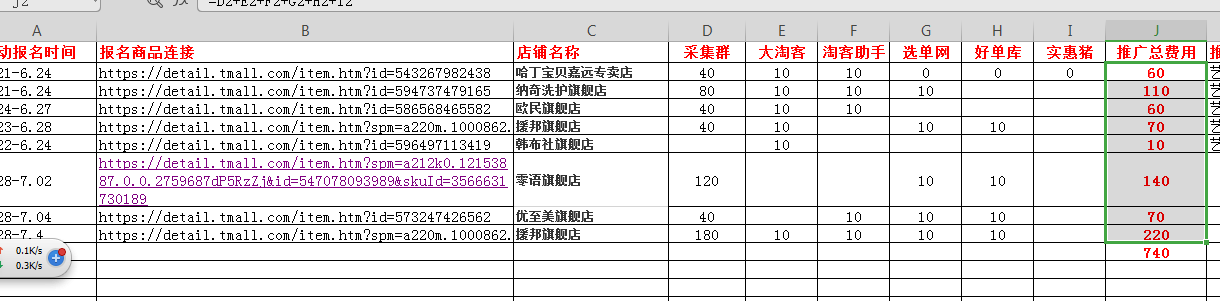 J2 =D2+E2+F2+G2+H2+I2
A B C D E F G H I J
动报名时间 报名商品连接 店铺名称 采集群 大淘客 淘客助手 选单网 好单库 实惠猪 推广总费用
21-6.24 https://detail.tmall.com/item.htm?id=543267982438 哈丁宝贝嘉远专卖店 40 10 10 0 0 0 60
21-6.24 https://detail.tmall.com/item.htm?id=594737479165 纳奇洗护旗舰店 80 10 10 10 110
24-6.27 https://detail.tmall.com/item.htm?id=586568465582 欧民旗舰店 40 10 10 60
23-6.28 https://detail.tmall.com/item.htm?spm=a220m.1000862. 援邦旗舰店 40 10 10 10 70
22-6.24 https://detail.tmall.com/item.htm?id=596497113419 韩布社旗舰店 10 10
28-7.02 https://detail.tmall.com/item.htm?spm=a212k0.121538
87.0.0.2759687dP5RzZj&id=547078093989&skuId=3566631
730189 零语旗舰店 120 10 10 140
28-7.04 https://detail.tmall.com/item.htm?id=573247426562 优至美旗舰店 40 10 10 10 70
28-7.4 https://detail.tmall.com/item.htm?spm=a220m.1000862. 援邦旗舰店 180 10 10 10 10 220
740
0.1K/s
0.3K/s